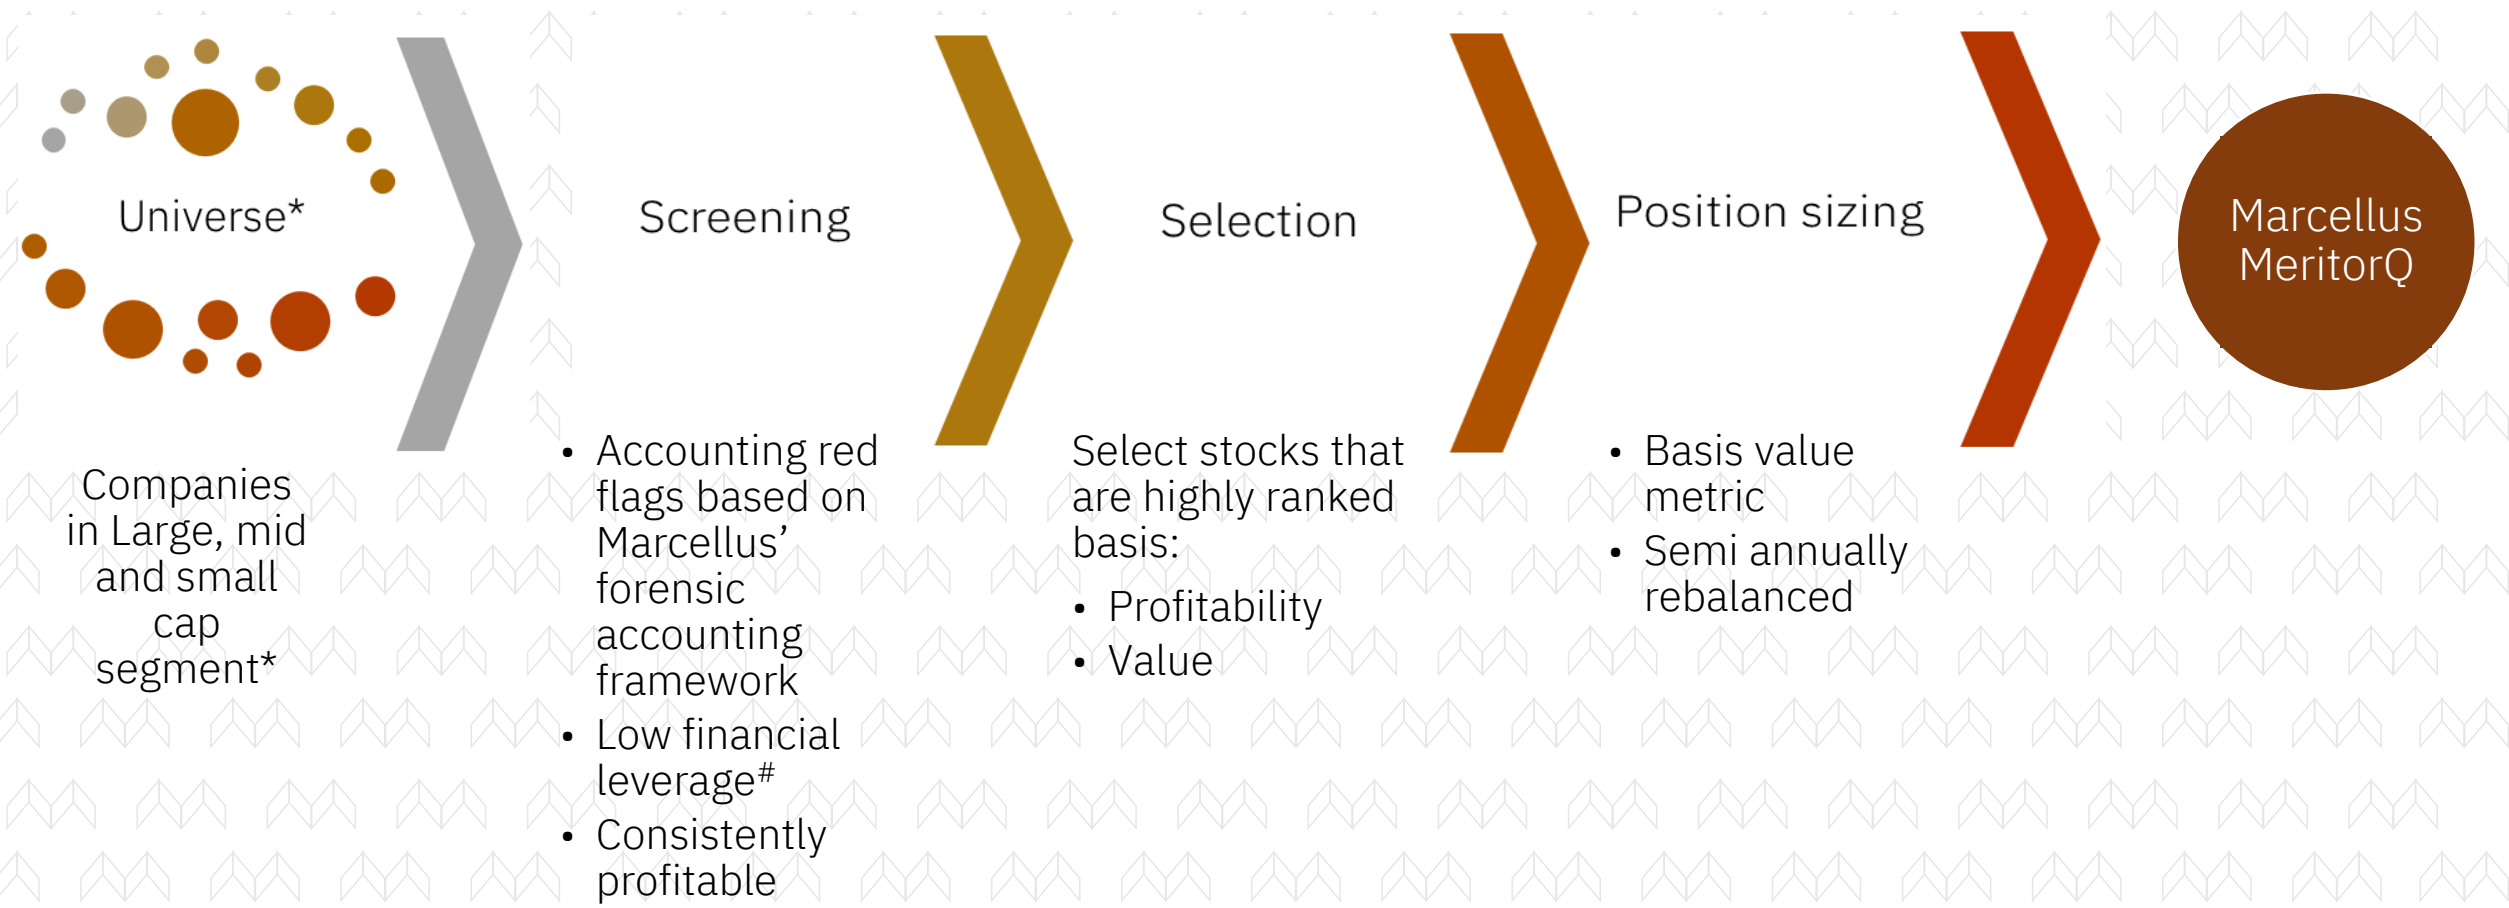 Universe*
Screening
Selection
Position sizing
Marcellus
MeritorQ
Companies
in Large, mid
and small
cap
segment*
• Accounting red
flags based on
Marcellus’
forensic
accounting
framework
• Low financial
leverage#
• Consistently
profitable
Select stocks that
are highly ranked
basis:
• Profitability
• Value
• Basis value
metric
• Semi annually
rebalanced